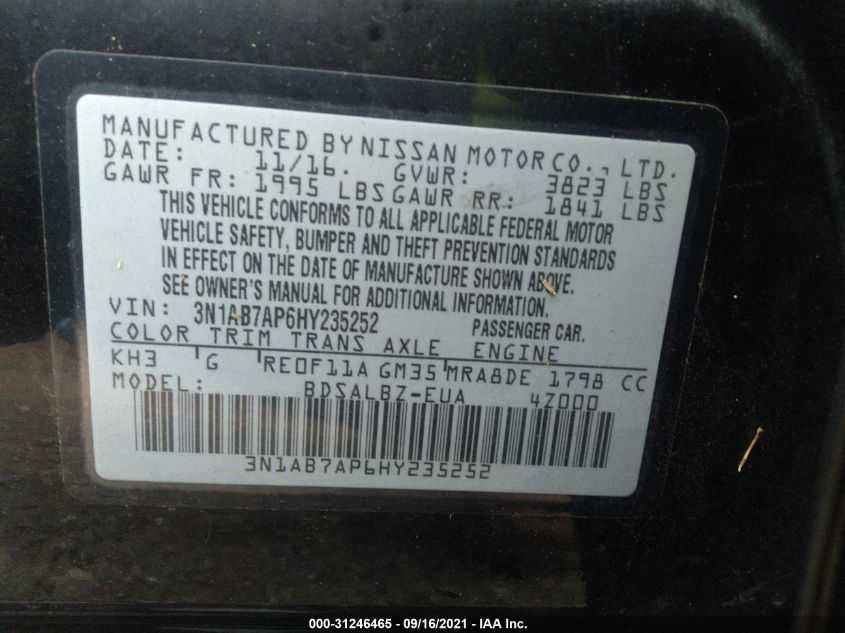 MANUFACTURED BY NISSAN MOTOR CO., LTD.
DATE: 11/16. GVWR: 3823 LBS
GAWR FR: 1995 LBS GAWR RR: 1841 LBS
THIS VEHICLE CONFORMS TO ALL APPLICABLE FEDERAL MOTOR
VEHICLE SAFETY, BUMPER AND THEFT PREVENTION STANDARDS
IN EFFECT ON THE DATE OF MANUFACTURE SHOWN ABOVE.
SEE OWNER'S MANUAL FOR ADDITIONAL INFORMATION.
VIN: 3N1AB7AP6HY235252 PASSENGER CAR.
COLOR TRIM TRANS AXLE ENGINE
KH3 G RE0F11A GM35 MRA8DE 1798 CC
MODEL: BDSALBZ-EUA 4Z000
3N1AB7AP6HY235252
000-31246465 - 09/16/2021 - IAA Inc.